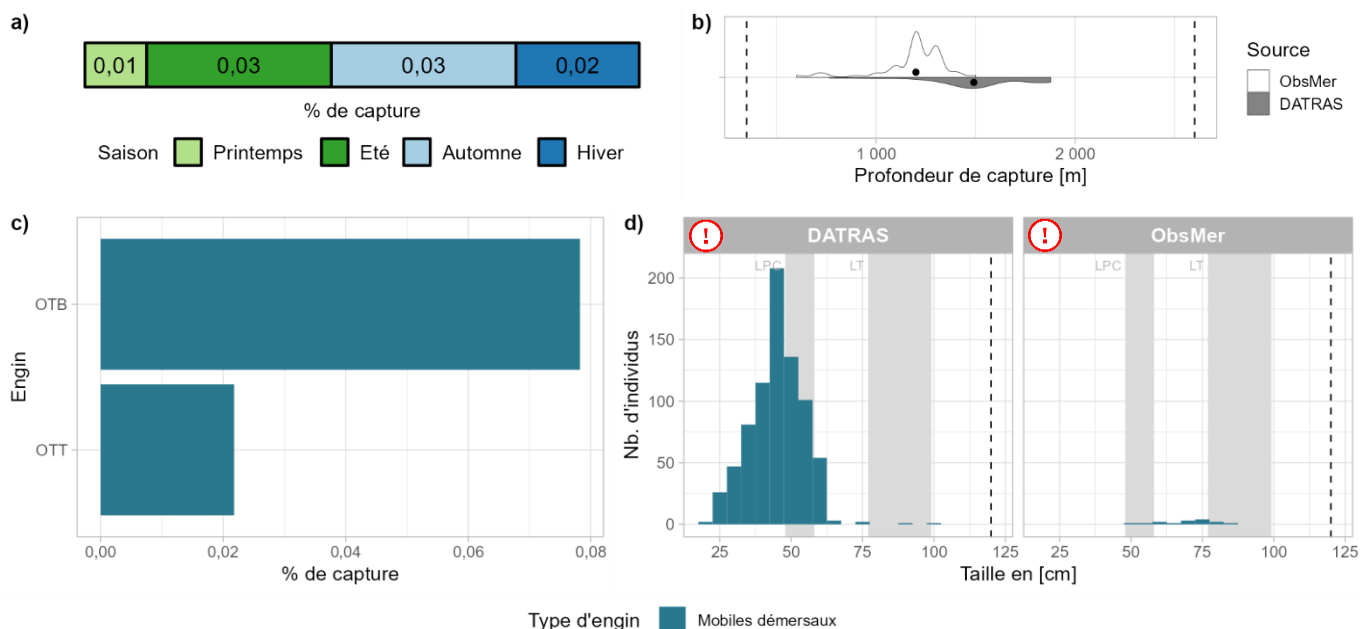 a)
0,01 0,03 0,03 0,02
% de capture
Saison Printemps Eté Automne Hiver
b)
1 000 2 000
Profondeur de capture [m]
Source
ObsMer
DATRAS
c)
Engin
OTB
OTT
0,00 0,02 0,04 0,06 0,08
% de capture
d)
! DATRAS ! ObsMer
LPC LT LPC LT
Nb. d'individus
200
150
100
50
0
25 50 75 100 125 25 50 75 100 125
Taille en [cm]
Type d'engin Mobiles démersaux